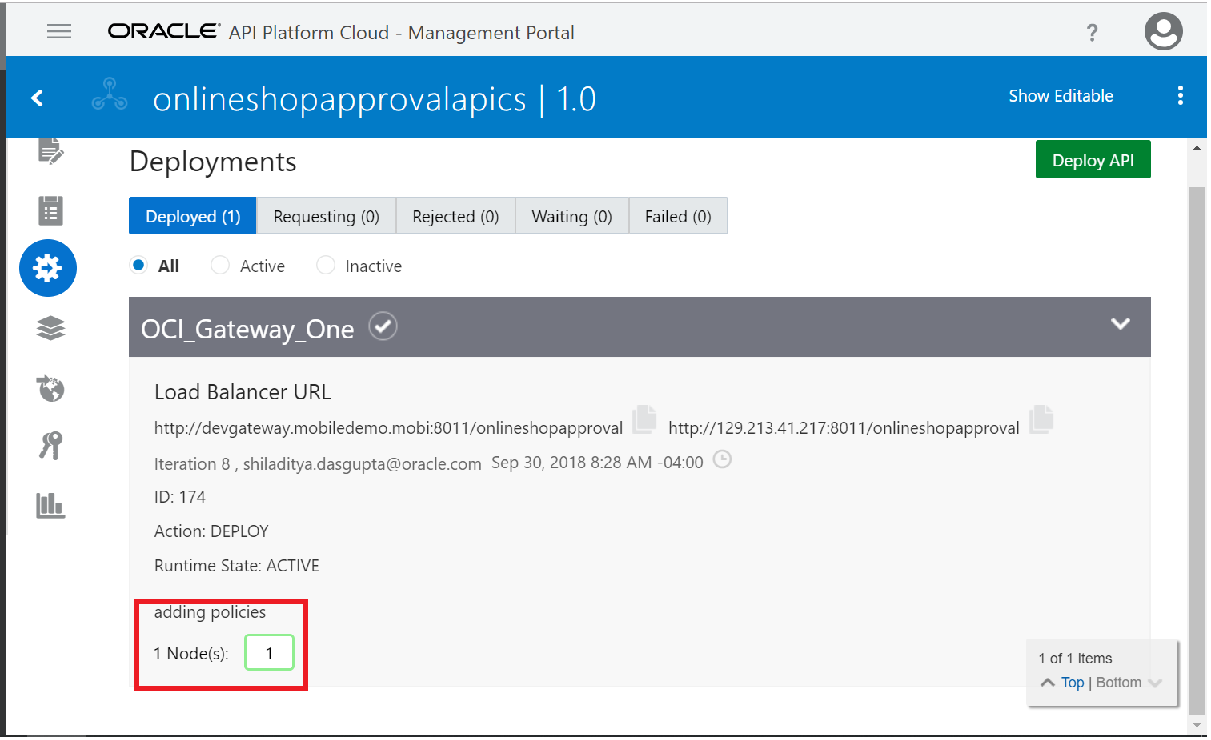 ORACLE® API Platform Cloud - Management Portal ?
onlineshopapprovalapics | 1.0 Show Editable
Deployments Deploy API
Deployed (1) Requesting (0) Rejected (0) Waiting (0) Failed (0)
All Active Inactive
OCI_Gateway_One
Load Balancer URL
http://devgateway.mobiledemo.mobi:8011/onlineshopapproval http://129.213.41.217:8011/onlineshopapproval
Iteration 8 , shiladitya.dasgupta@oracle.com Sep 30, 2018 8:28 AM -04:00
ID: 174
Action: DEPLOY
Runtime State: ACTIVE
adding policies
1 Node(s): 1
1 of 1 Items
Top | Bottom